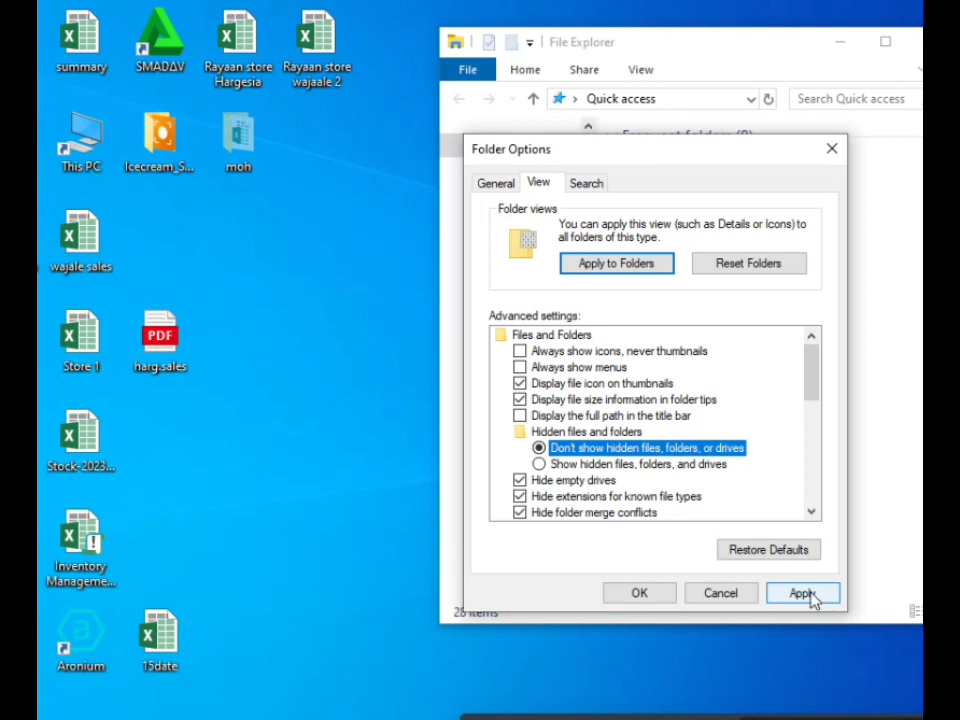 summary
SMADAV
Rayaan store
Hargesia
Rayaan store
wajaale 2
This PC
Icecream_S...
moh
wajale sales
Store 1
PDF
harg.sales
Stock-2023...
Inventory
Manageme...
Aronium
15date
File Explorer
File
Home
Share
View
Quick access
Search Quick access
Folder Options
General
View
Search
Folder views
You can apply this view (such as Details or Icons) to
all folders of this type.
Apply to Folders
Reset Folders
Advanced settings:
Files and Folders
Always show icons, never thumbnails
Always show menus
Display file icon on thumbnails
Display file size information in folder tips
Display the full path in the title bar
Hidden files and folders
Don't show hidden files, folders, or drives
Show hidden files, folders, and drives
Hide empty drives
Hide extensions for known file types
Hide folder merge conflicts
Restore Defaults
OK
Cancel
Apply
items